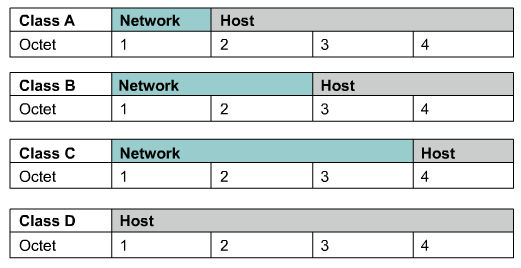 Class A Network Host
Octet 1 2 3 4
Class B Network Host
Octet 1 2 3 4
Class C Network Host
Octet 1 2 3 4
Class D Host
Octet 1 2 3 4